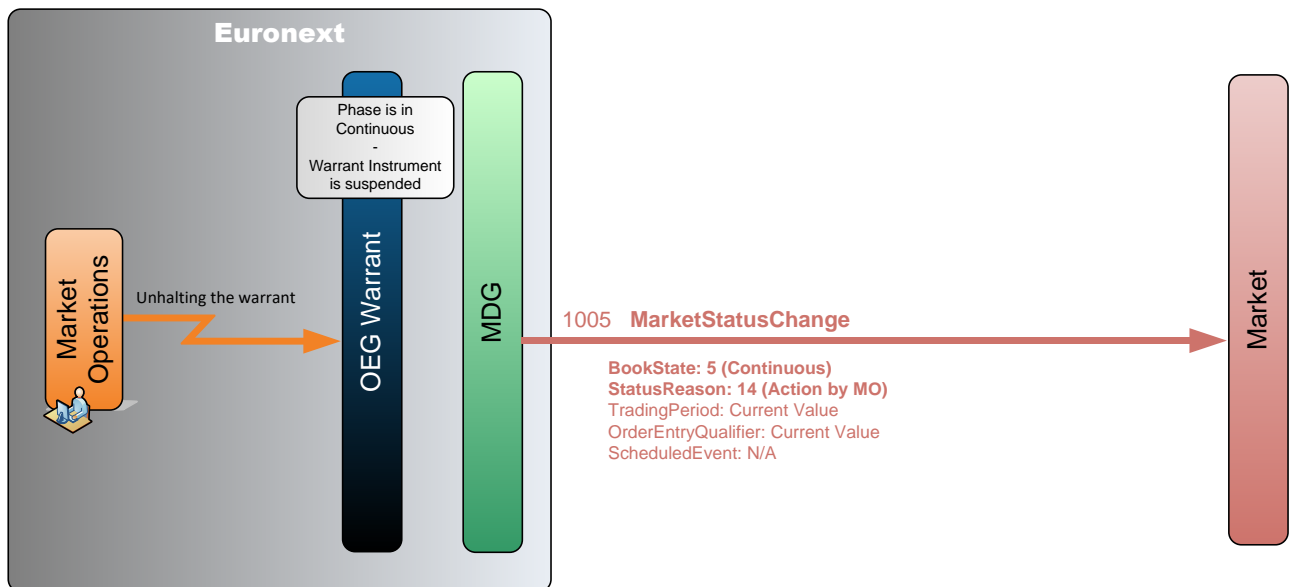 Euronext
Phase is in
Continuous
-
Warrant Instrument
is suspended
Market
Operations
Unhalting the warrant
OEG Warrant
MDG
1005 MarketStatusChange
BookState: 5 (Continuous)
StatusReason: 14 (Action by MO)
TradingPeriod: Current Value
OrderEntryQualifier: Current Value
ScheduledEvent: N/A
Market